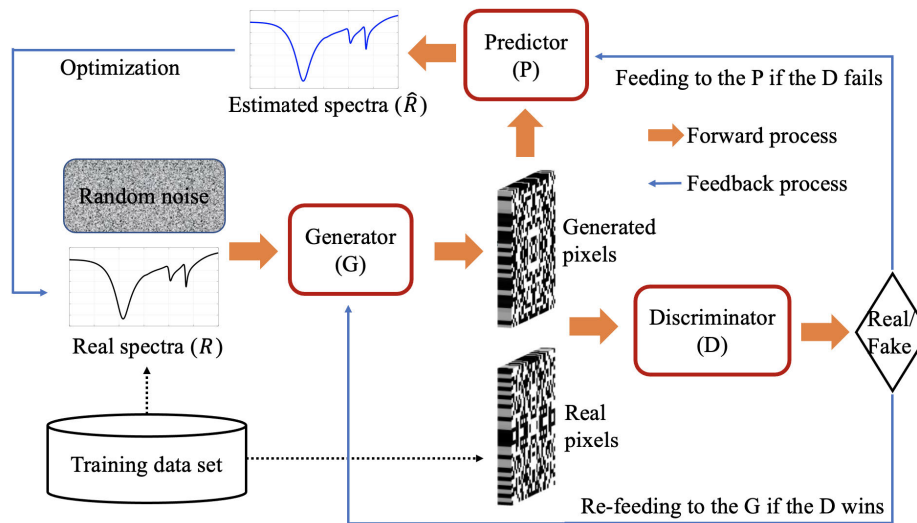 Predictor
(P)
Optimization
Estimated spectra (R̂)
Feeding to the P if the D fails
Forward process
Feedback process
Random noise
Generator
(G)
Generated
pixels
Real spectra (R)
Discriminator
(D)
Real/
Fake
Real
pixels
Training data set
Re-feeding to the G if the D wins